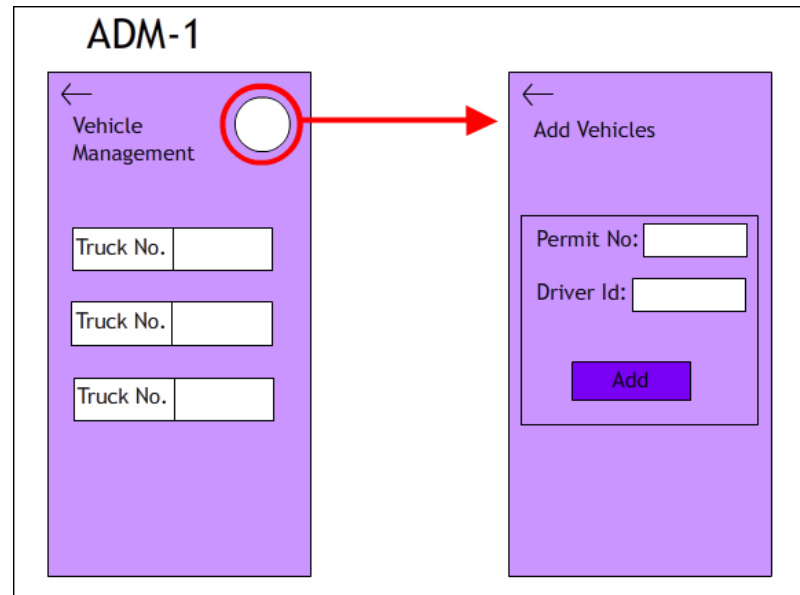 ADM-1
Vehicle
Management
Truck No.
Truck No.
Truck No.
Add Vehicles
Permit No:
Driver Id:
Add